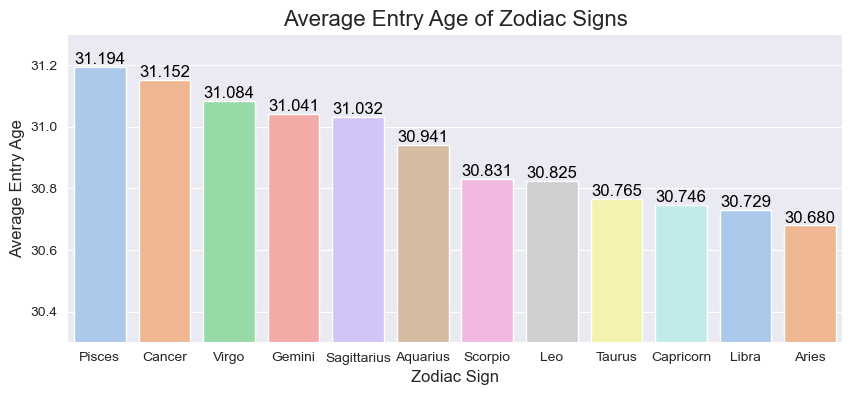 Average Entry Age of Zodiac Signs
Average Entry Age
31.2
31.0
30.8
30.6
30.4
31.194
31.152
31.084
31.041
31.032
30.941
30.831
30.825
30.765
30.746
30.729
30.680
Pisces
Cancer
Virgo
Gemini
Sagittarius
Aquarius
Scorpio
Leo
Taurus
Capricorn
Libra
Aries
Zodiac Sign